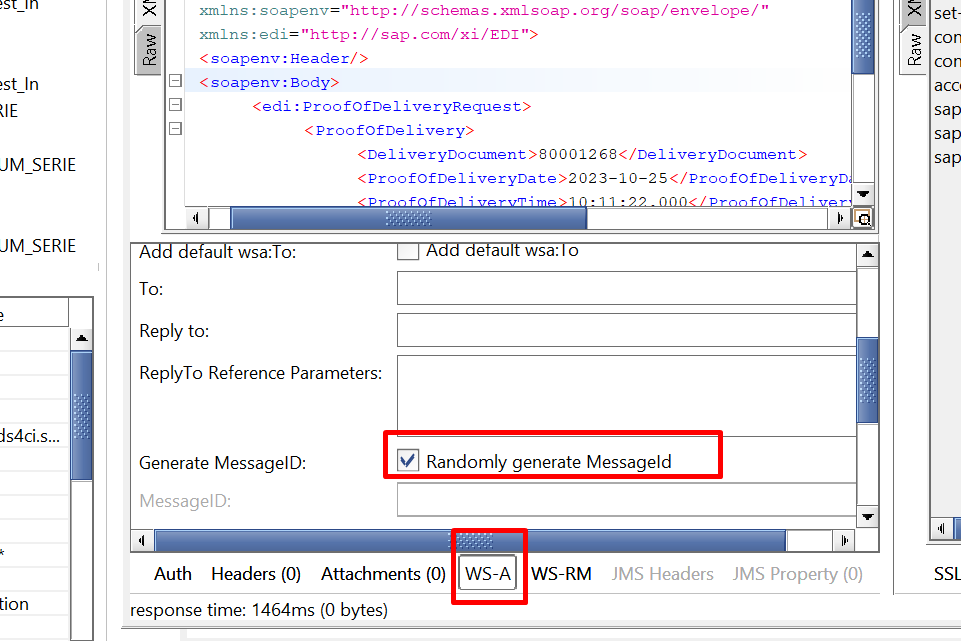 est_In
est_In
RIE
UM_SERIE
UM_SERIE
e
ds4ci.s...
*
tion
XM
Raw
xmlns:soapenv="http://schemas.xmlsoap.org/soap/envelope/"
xmlns:edi="http://sap.com/xi/EDI">
<soapenv:Header/>
<soapenv:Body>
<edi:ProofOfDeliveryRequest>
<ProofOfDelivery>
<DeliveryDocument>80001268</DeliveryDocument>
<ProofOfDeliveryDate>2023-10-25</ProofOfDeliveryDa
<ProofOfDeliveryTime>10:11:22.000</ProofOfDelivery
Add default wsa:To: Add default wsa:To
To:
Reply to:
ReplyTo Reference Parameters:
Generate MessageID: Randomly generate MessageId
MessageID:
Auth Headers (0) Attachments (0) WS-A WS-RM JMS Headers JMS Property (0)
response time: 1464ms (0 bytes)
XM
Raw
set-
con
con
acce
sap
sap
sap
SSL